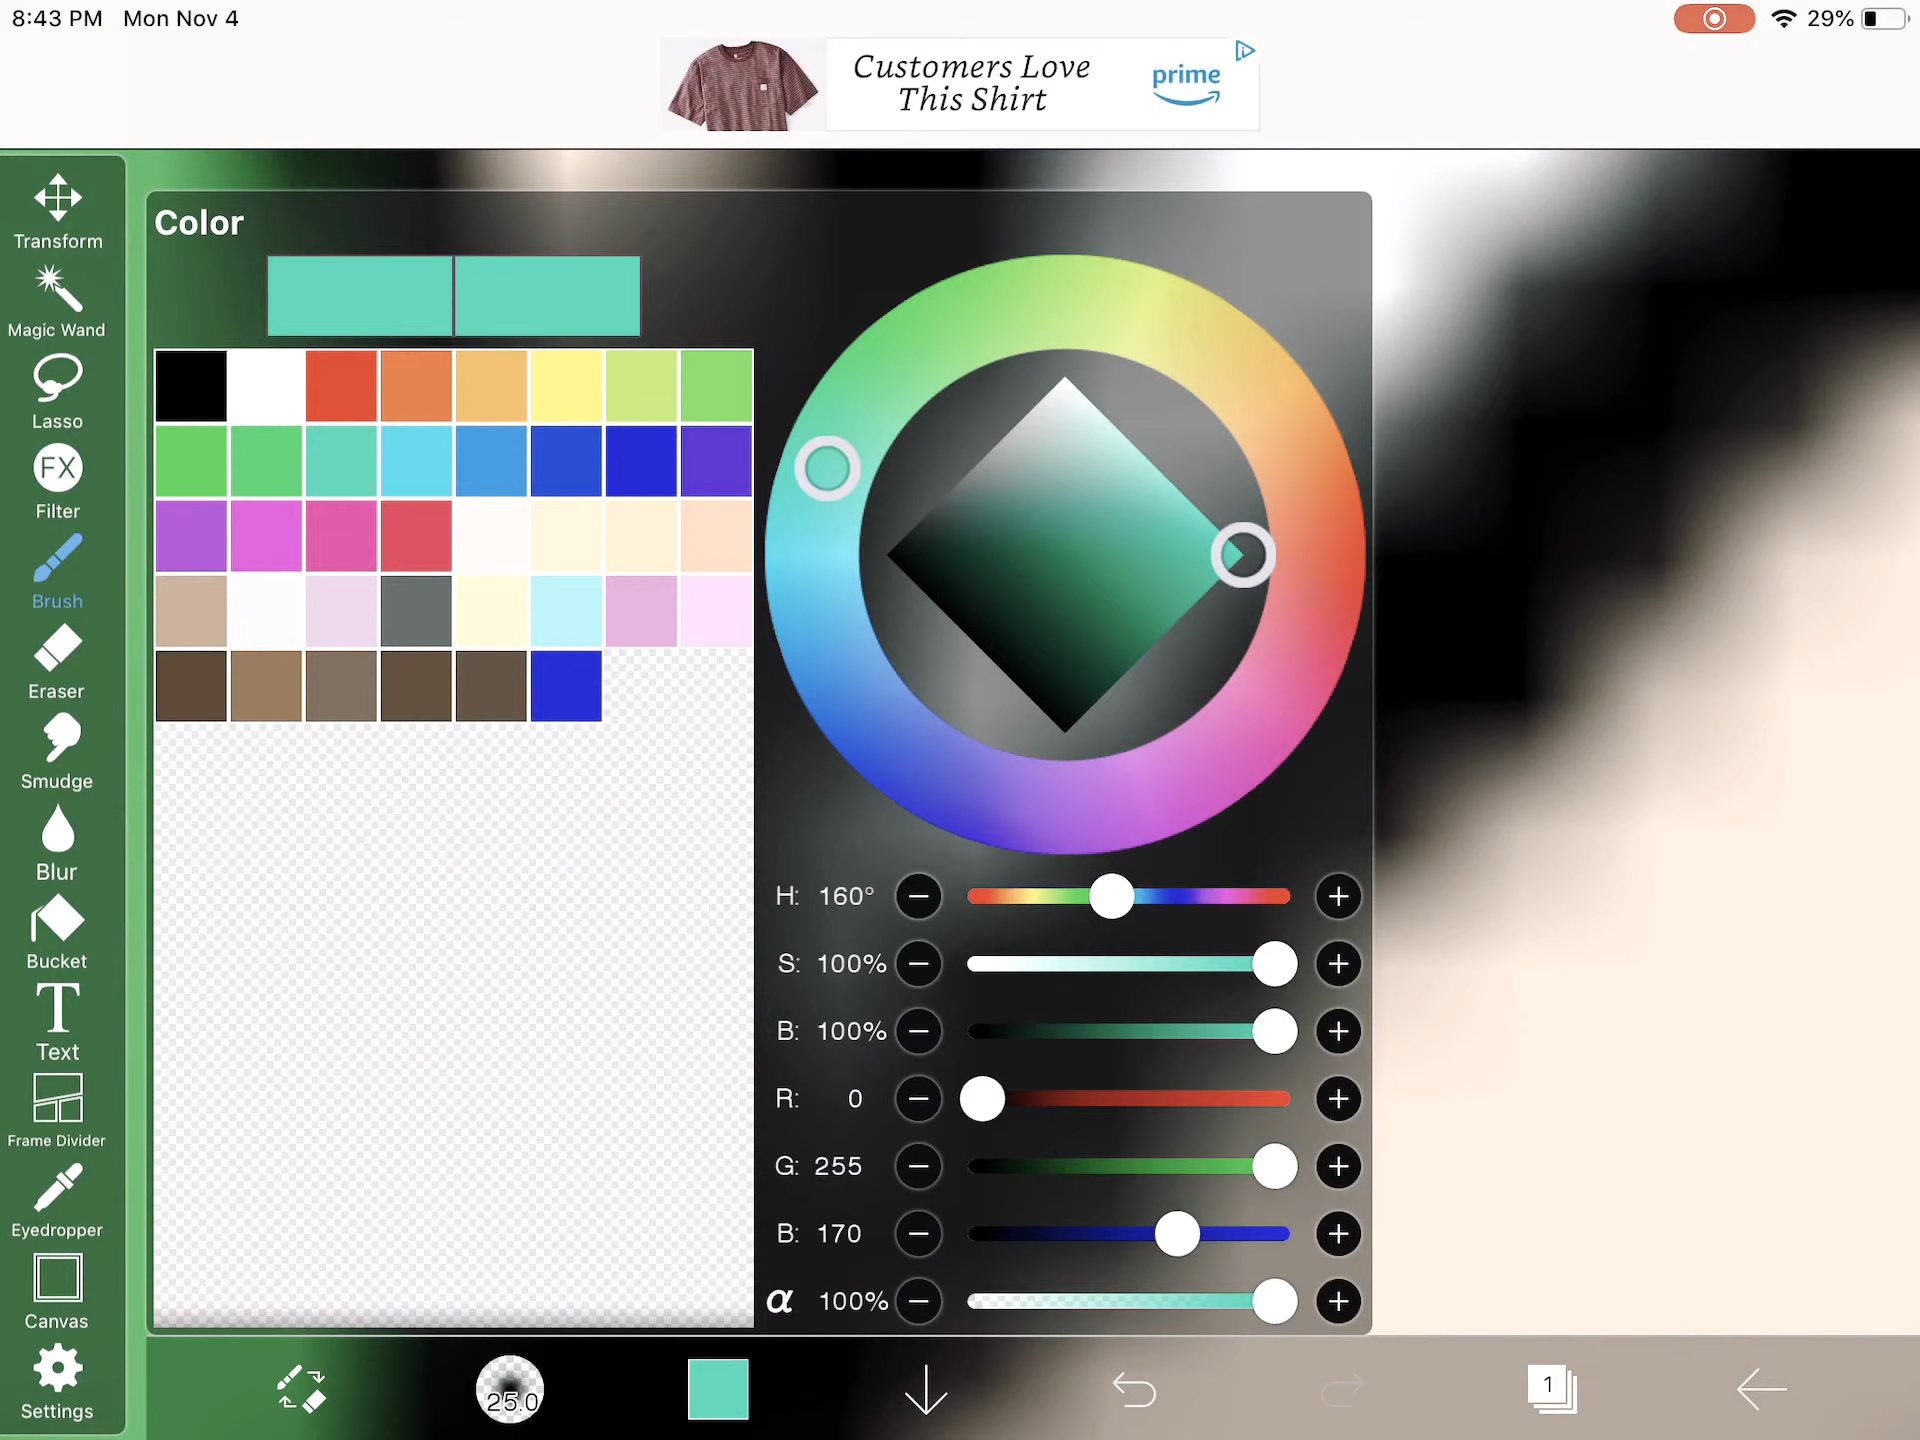 8:43 PM Mon Nov 4
29%
Customers Love
This Shirt
prime
Transform
Magic Wand
Lasso
FX
Filter
Brush
Eraser
Smudge
Blur
Bucket
T
Text
Frame Divider
Eyedropper
Canvas
Settings
Color
H: 160°
S: 100%
B: 100%
R: 0
G: 255
B: 170
α 100%
25.0
1